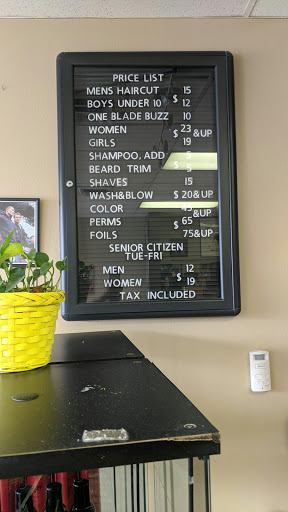 PRICE LIST
MENS HAIRCUT 15
BOYS UNDER 10 $ 12
ONE BLADE BUZZ 10
WOMEN $ 23 &UP
GIRLS 19
SHAMPOO, ADD 5
BEARD TRIM $ 5
SHAVES 15
WASH&BLOW $ 20&UP
COLOR 45 &UP
PERMS $ 65
FOILS 75&UP
SENIOR CITIZEN
TUE-FRI
MEN 12
WOMEN $ 19
TAX INCLUDED